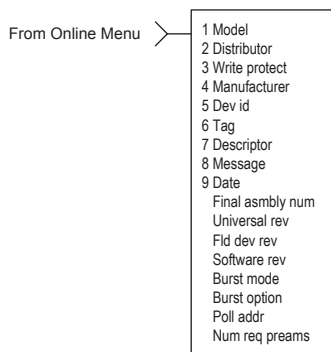 From Online Menu
1 Model
2 Distributor
3 Write protect
4 Manufacturer
5 Dev id
6 Tag
7 Descriptor
8 Message
9 Date
Final asmbly num
Universal rev
Fld dev rev
Software rev
Burst mode
Burst option
Poll addr
Num req preams